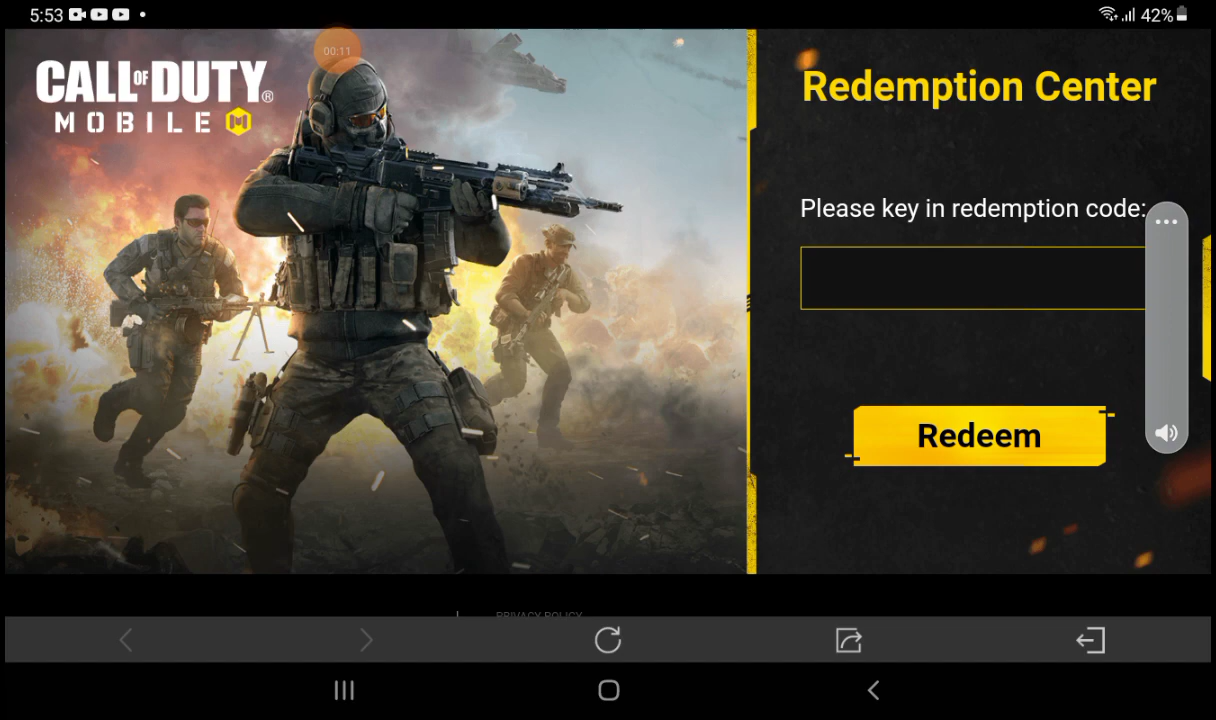 5:53
42%
00:11
CALL OF DUTY®
MOBILE
Redemption Center
Please key in redemption code:
Redeem
PRIVACY POLICY